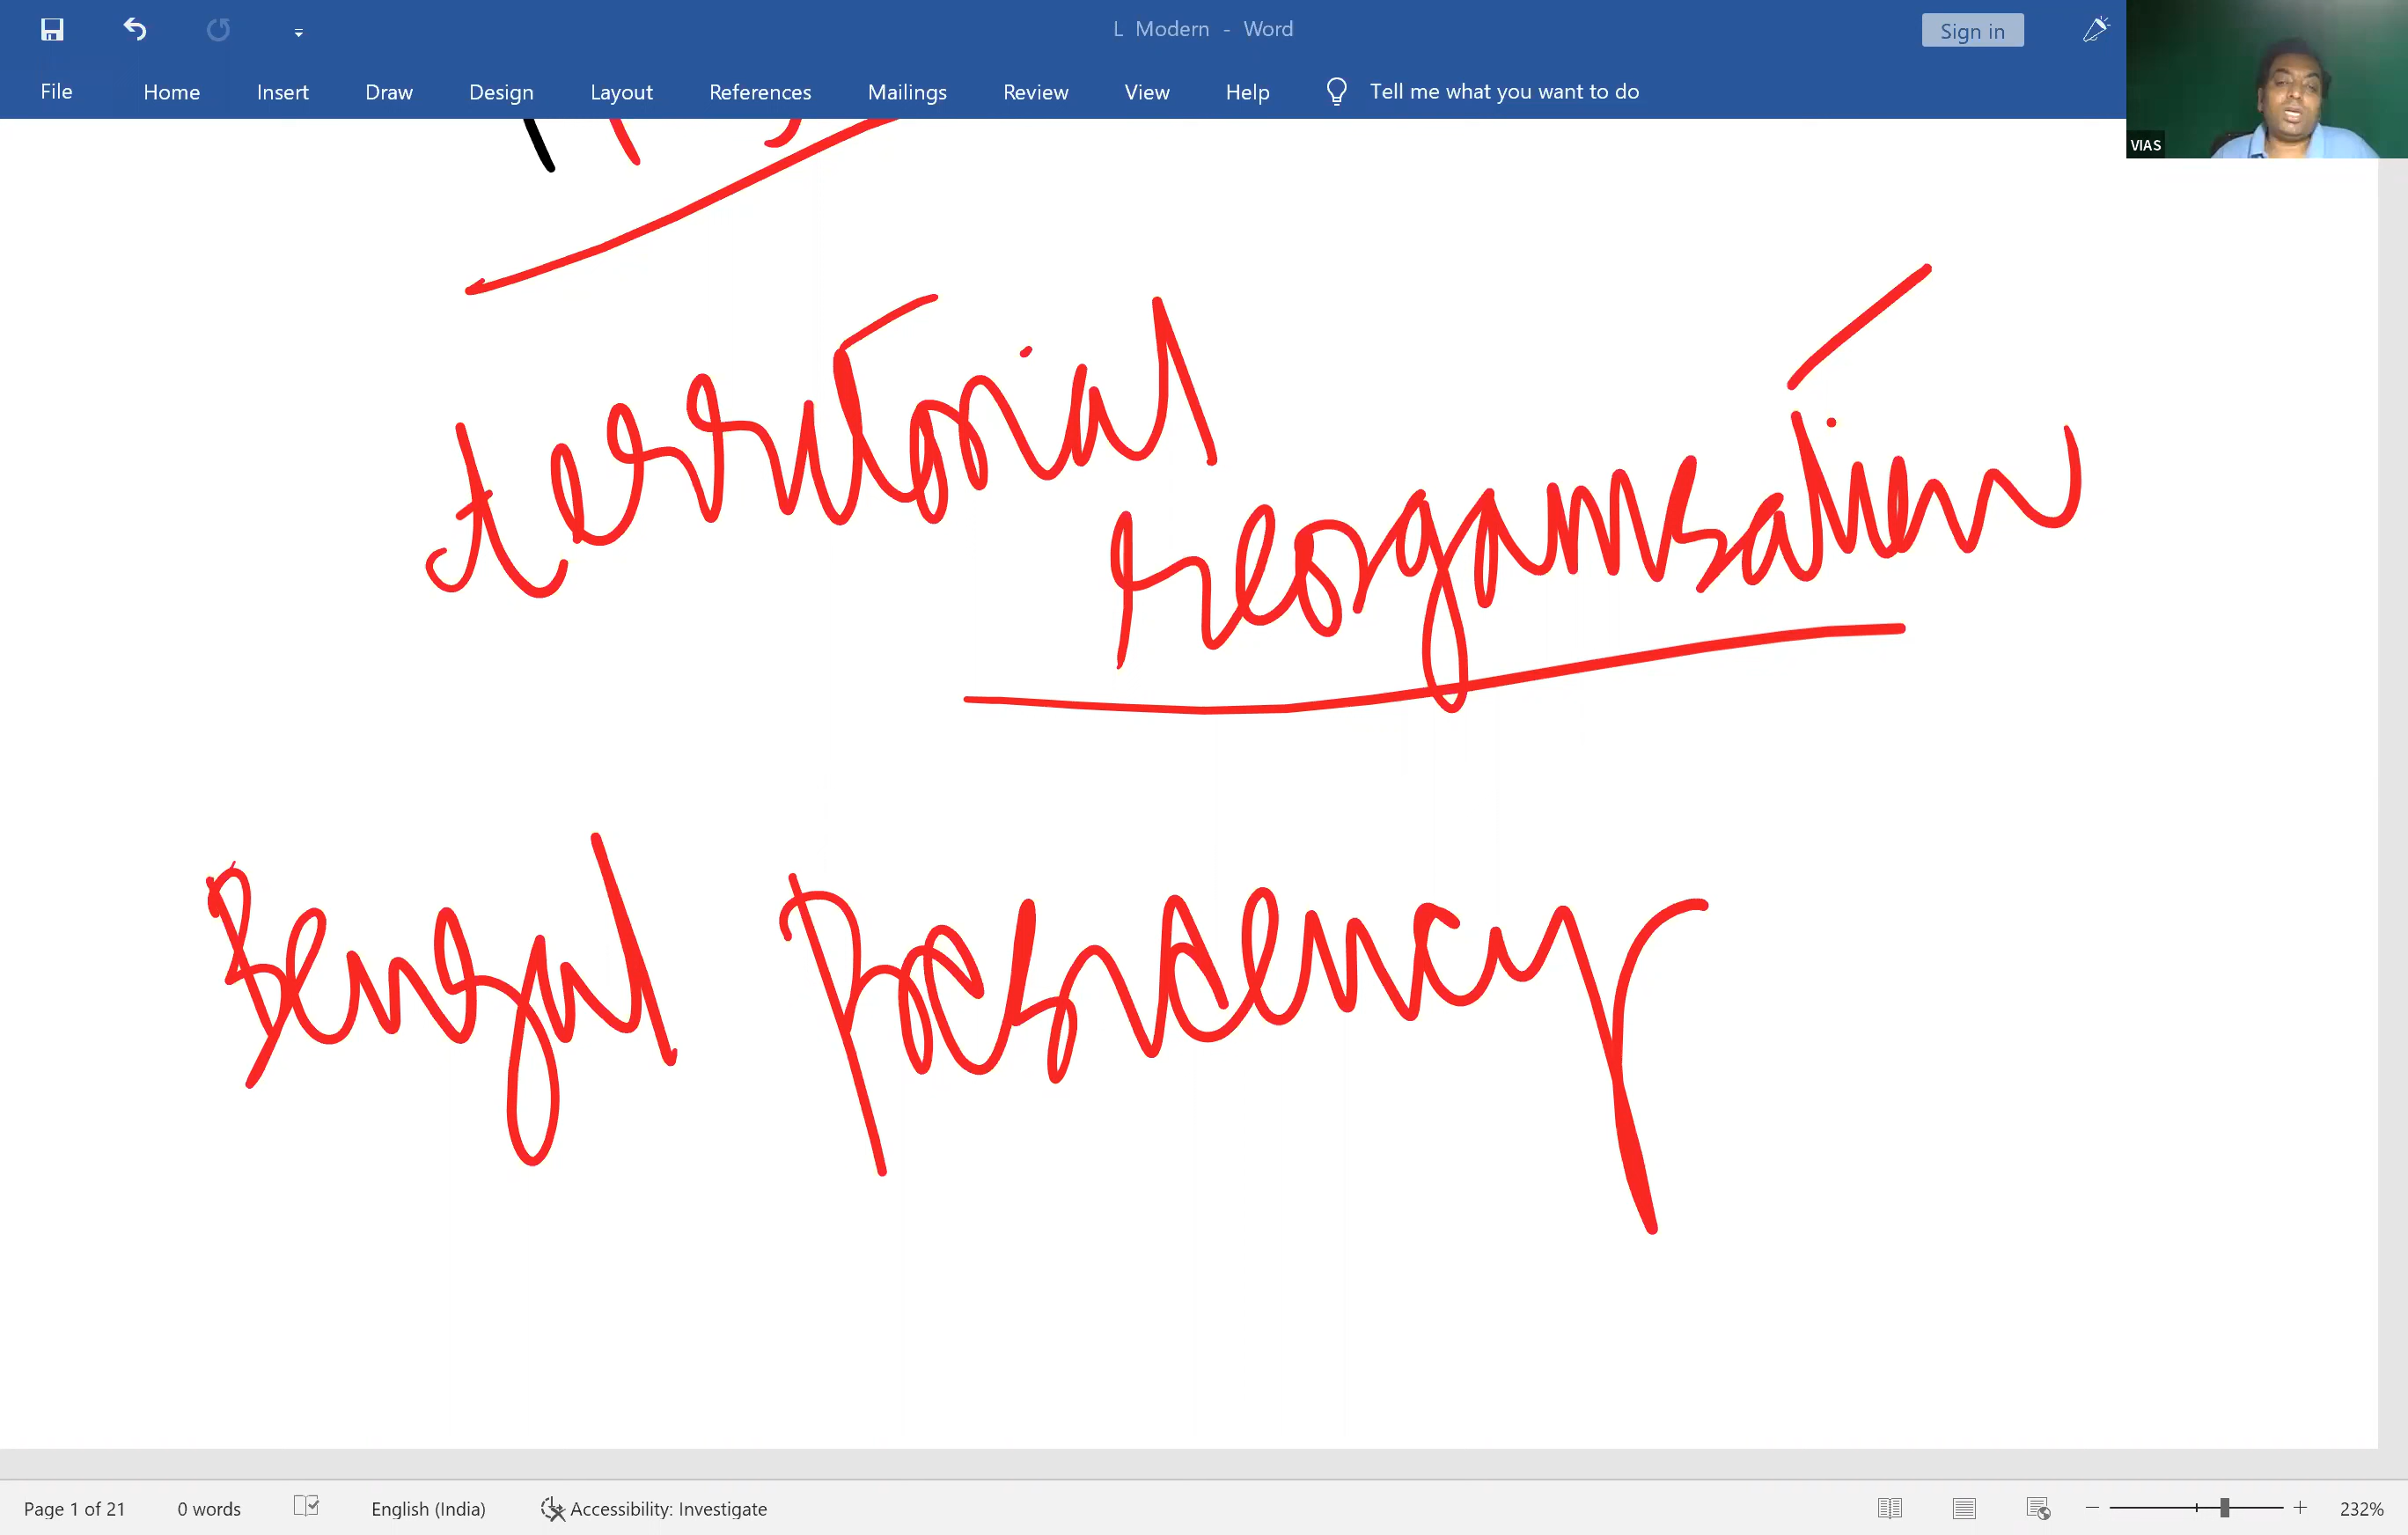 L Modern - Word
Sign in
File Home Insert Draw Design Layout References Mailings Review View Help Tell me what you want to do
VIAS
territorial
reorganisation
Bengal Presidency
Page 1 of 21 0 words English (India) Accessibility: Investigate 232%